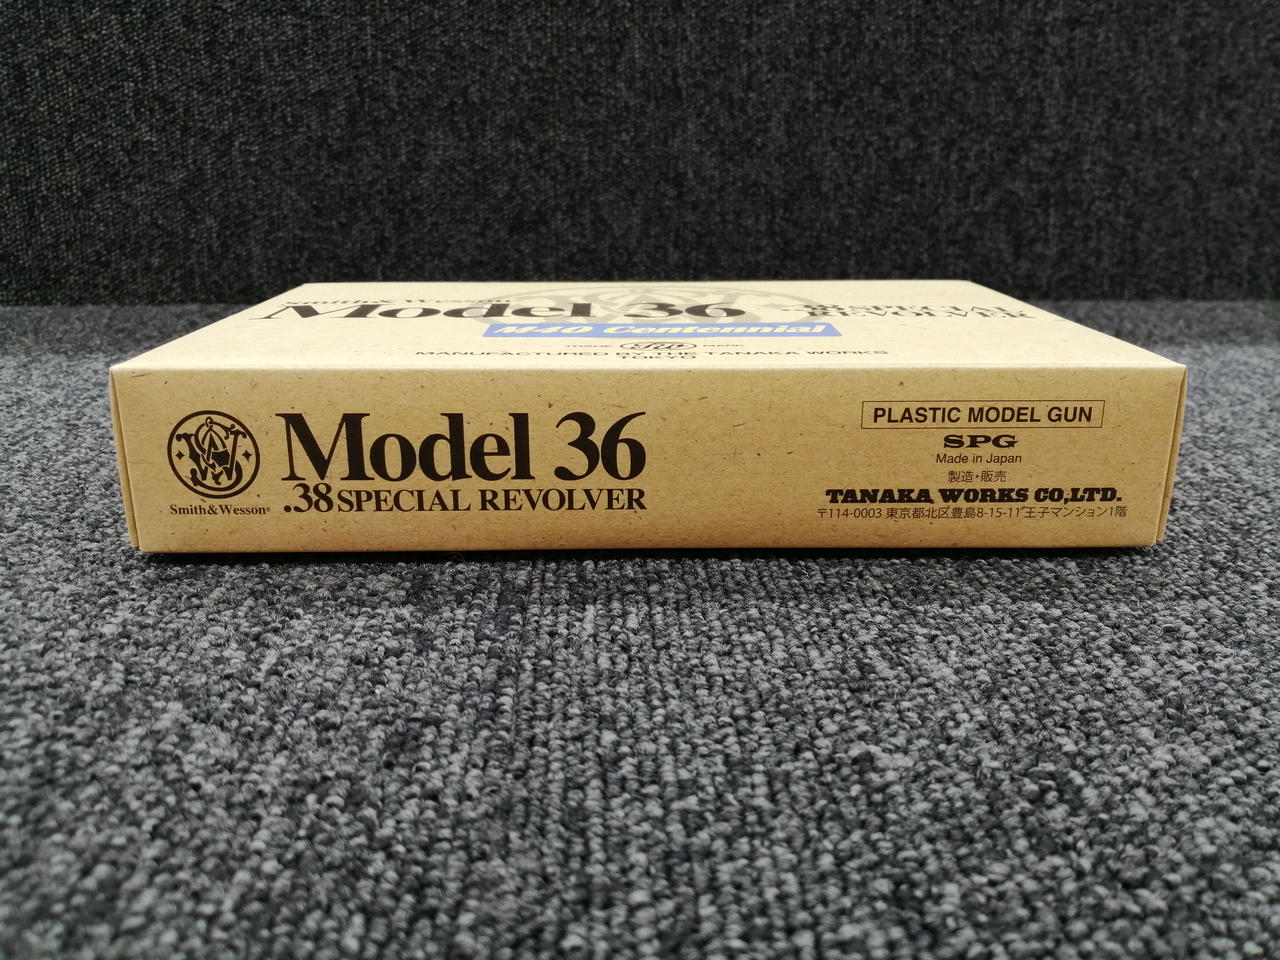 Smith & Wesson
Model 36
.38 SPECIAL
REVOLVER
M40 Centennial
TRADE MARK
MANUFACTURED BY THE TANAKA WORKS
TOKYO
Model 36
.38 SPECIAL REVOLVER
Smith & Wesson®
PLASTIC MODEL GUN
SPG
Made in Japan
製造・販売
TANAKA WORKS CO,LTD.
〒114-0003 東京都北区豊島8-15-11 王子マンション1階